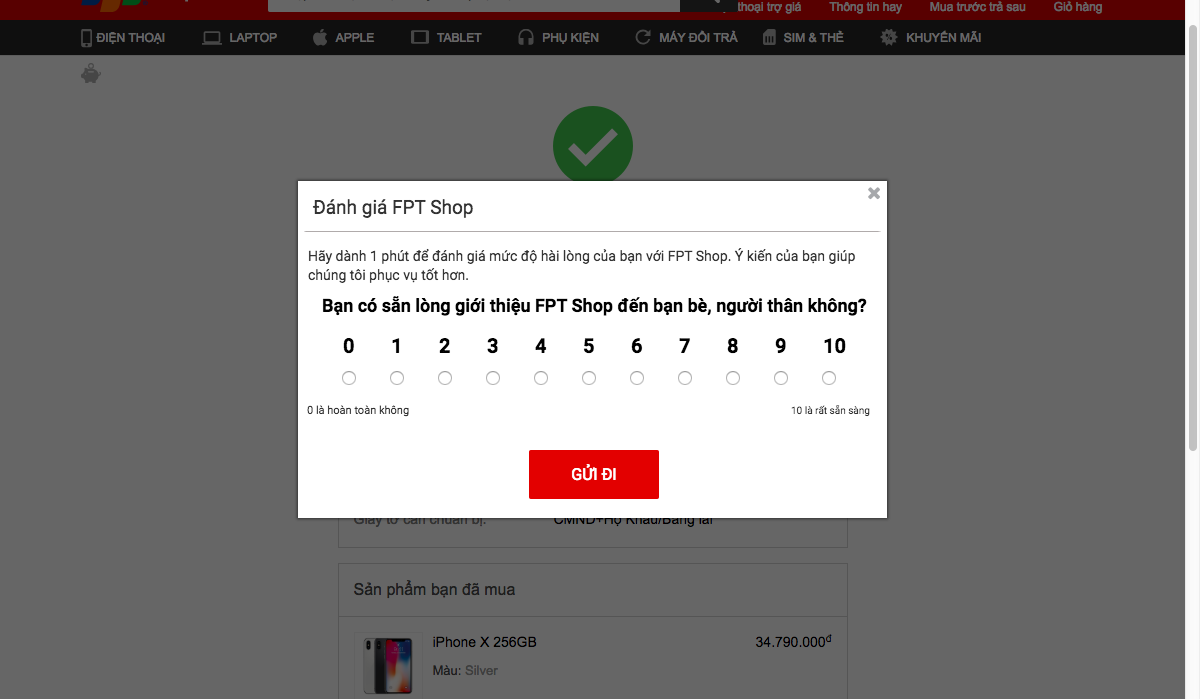 thoại trợ giá Thông tin hay Mua trước trả sau Giỏ hàng
ĐIỆN THOẠI LAPTOP APPLE TABLET PHỤ KIỆN MÁY ĐỔI TRẢ SIM & THẺ KHUYẾN MÃI
Đánh giá FPT Shop
Hãy dành 1 phút để đánh giá mức độ hài lòng của bạn với FPT Shop. Ý kiến của bạn giúp
chúng tôi phục vụ tốt hơn.
Bạn có sẵn lòng giới thiệu FPT Shop đến bạn bè, người thân không?
0 1 2 3 4 5 6 7 8 9 10
0 là hoàn toàn không 10 là rất sẵn sàng
GỬI ĐI
Giấy tờ cần chuẩn bị: CMND+Hộ Khẩu/Bằng lái
Sản phẩm bạn đã mua
iPhone X 256GB 34.790.000đ
Màu: Silver